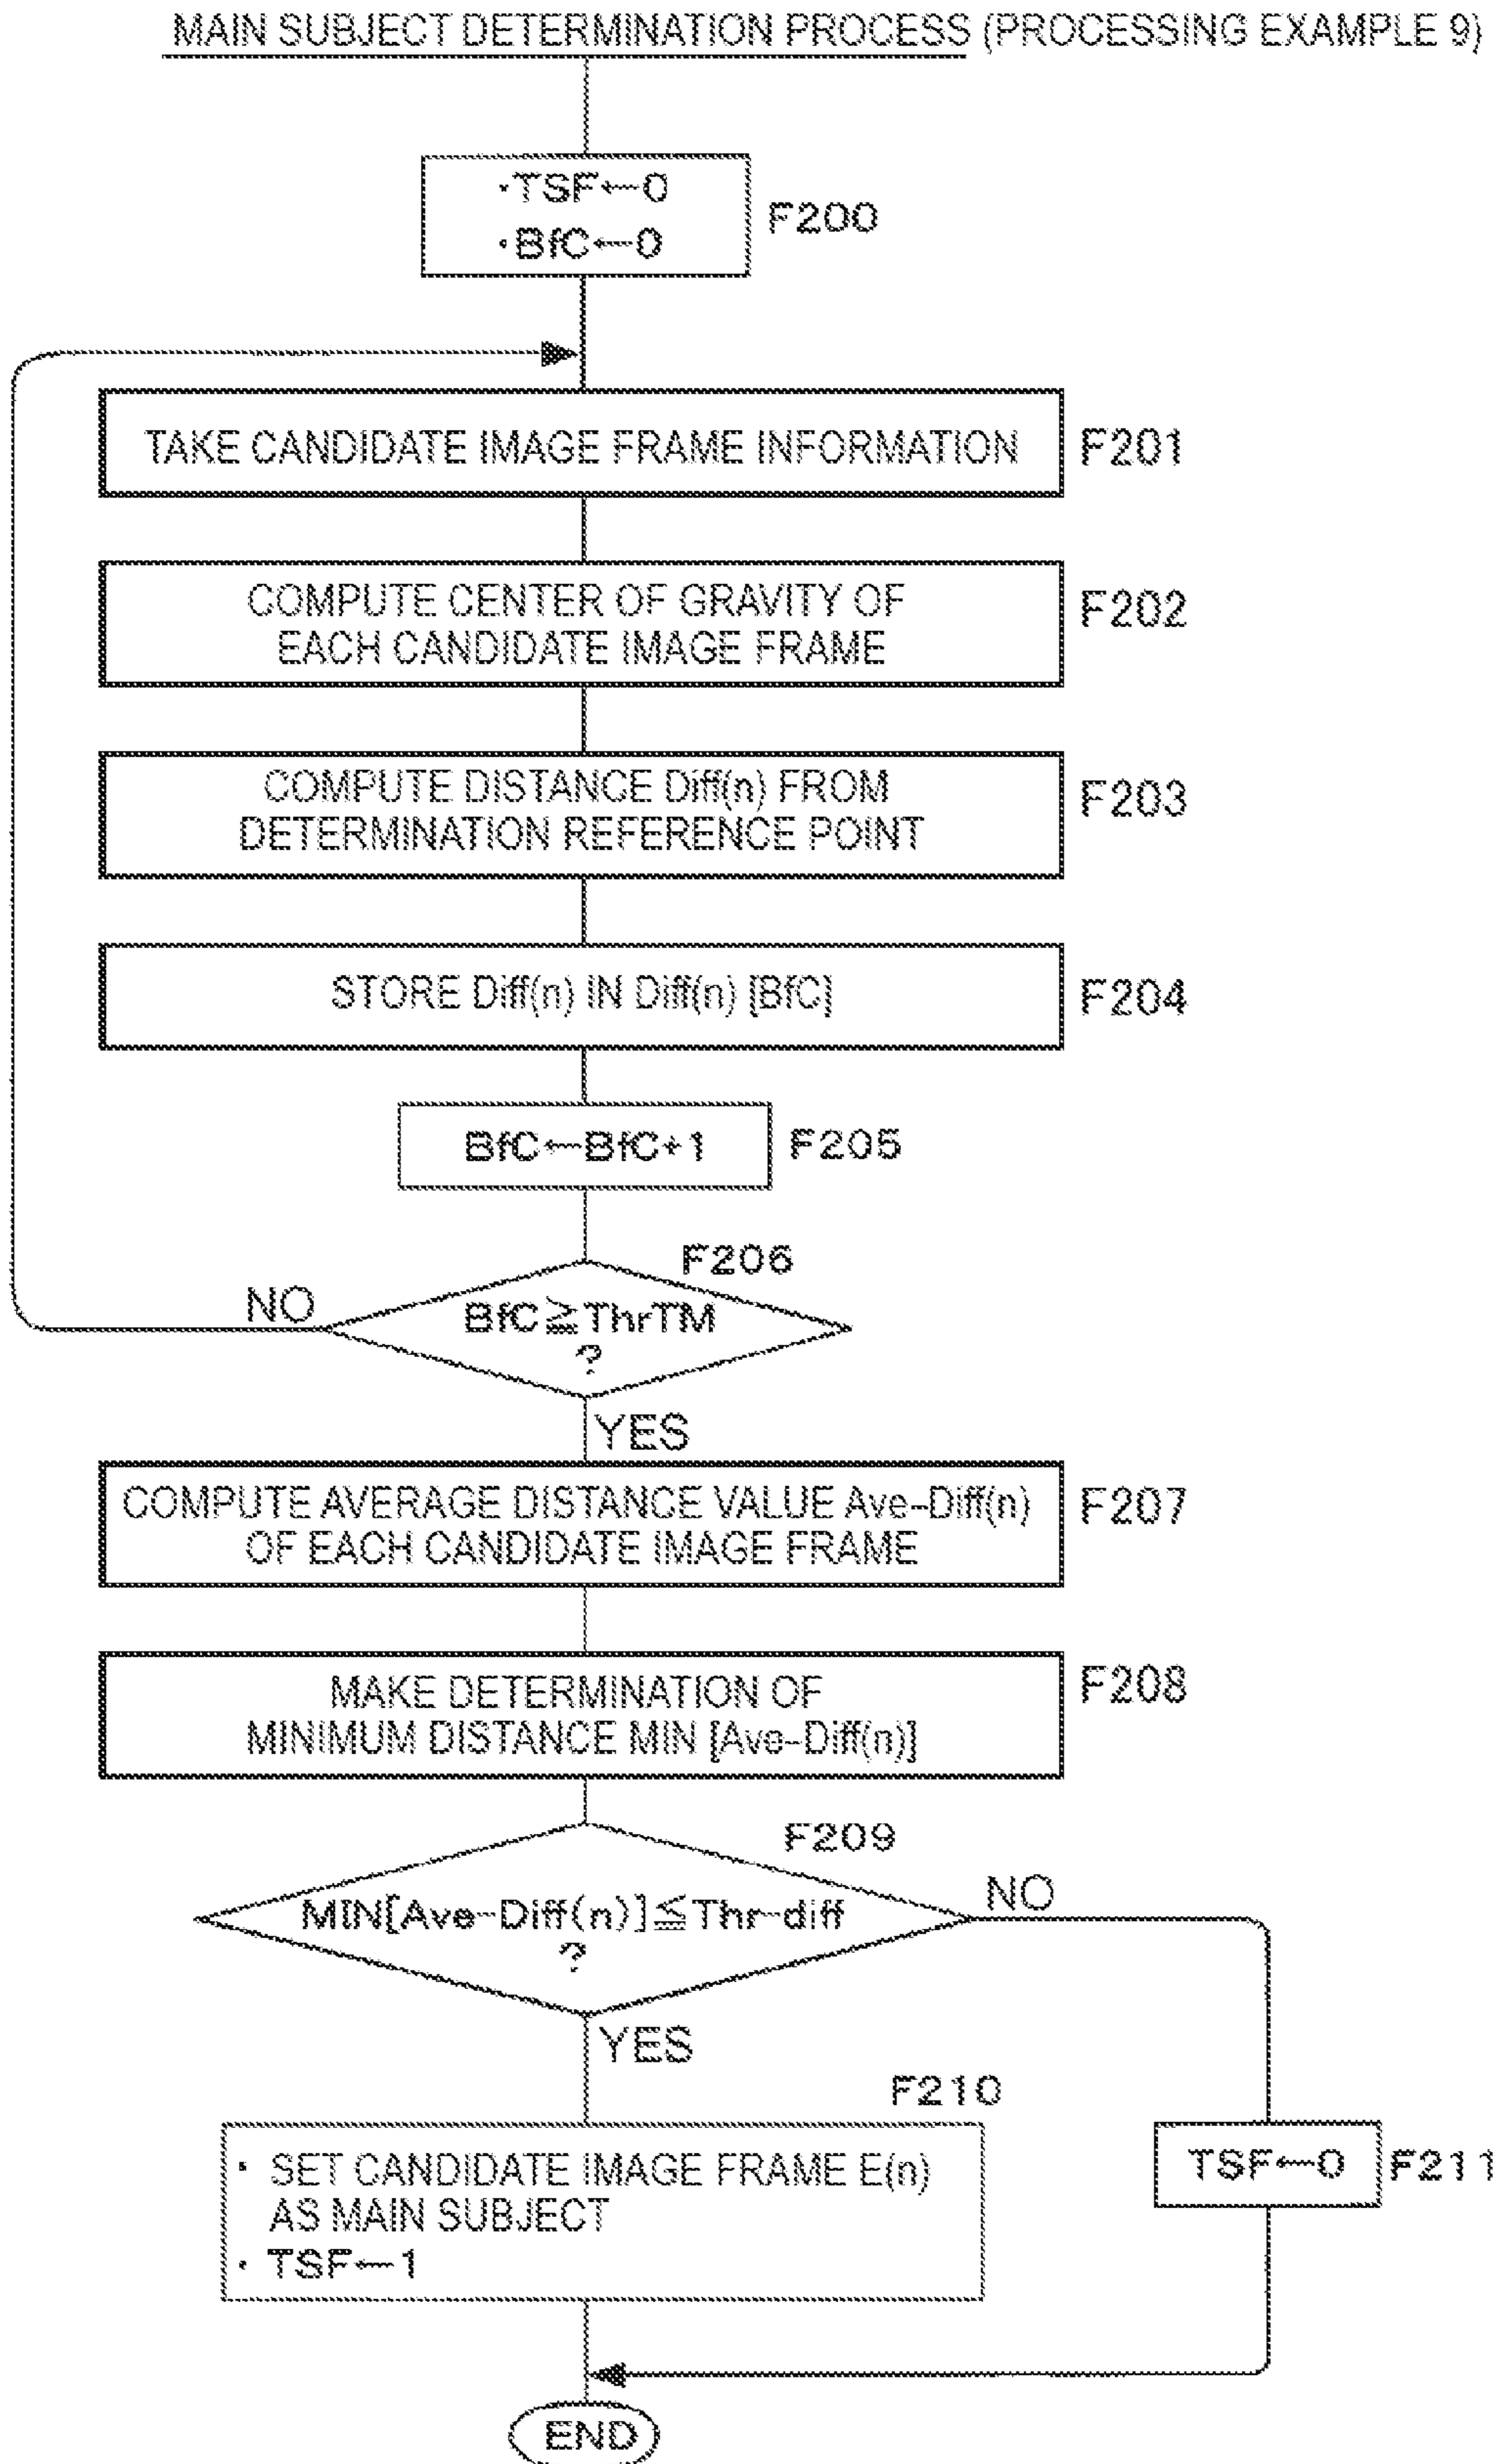 MAIN SUBJECT DETERMINATION PROCESS (PROCESSING EXAMPLE 9)
·TSF←0
·BfC←0
F200
TAKE CANDIDATE IMAGE FRAME INFORMATION
F201
COMPUTE CENTER OF GRAVITY OF
EACH CANDIDATE IMAGE FRAME
F202
COMPUTE DISTANCE Diff(n) FROM
DETERMINATION REFERENCE POINT
F203
STORE Diff(n) IN Diff(n) [BfC]
F204
BfC←BfC+1
F205
F206
NO
BfC≧ThrTM
?
YES
COMPUTE AVERAGE DISTANCE VALUE Ave-Diff(n)
OF EACH CANDIDATE IMAGE FRAME
F207
MAKE DETERMINATION OF
MINIMUM DISTANCE MIN [Ave-Diff(n)]
F208
F209
NO
MIN[Ave-Diff(n)]≦Thr-diff
?
YES
F210
· SET CANDIDATE IMAGE FRAME E(n)
AS MAIN SUBJECT
· TSF←1
TSF←0
F211
END